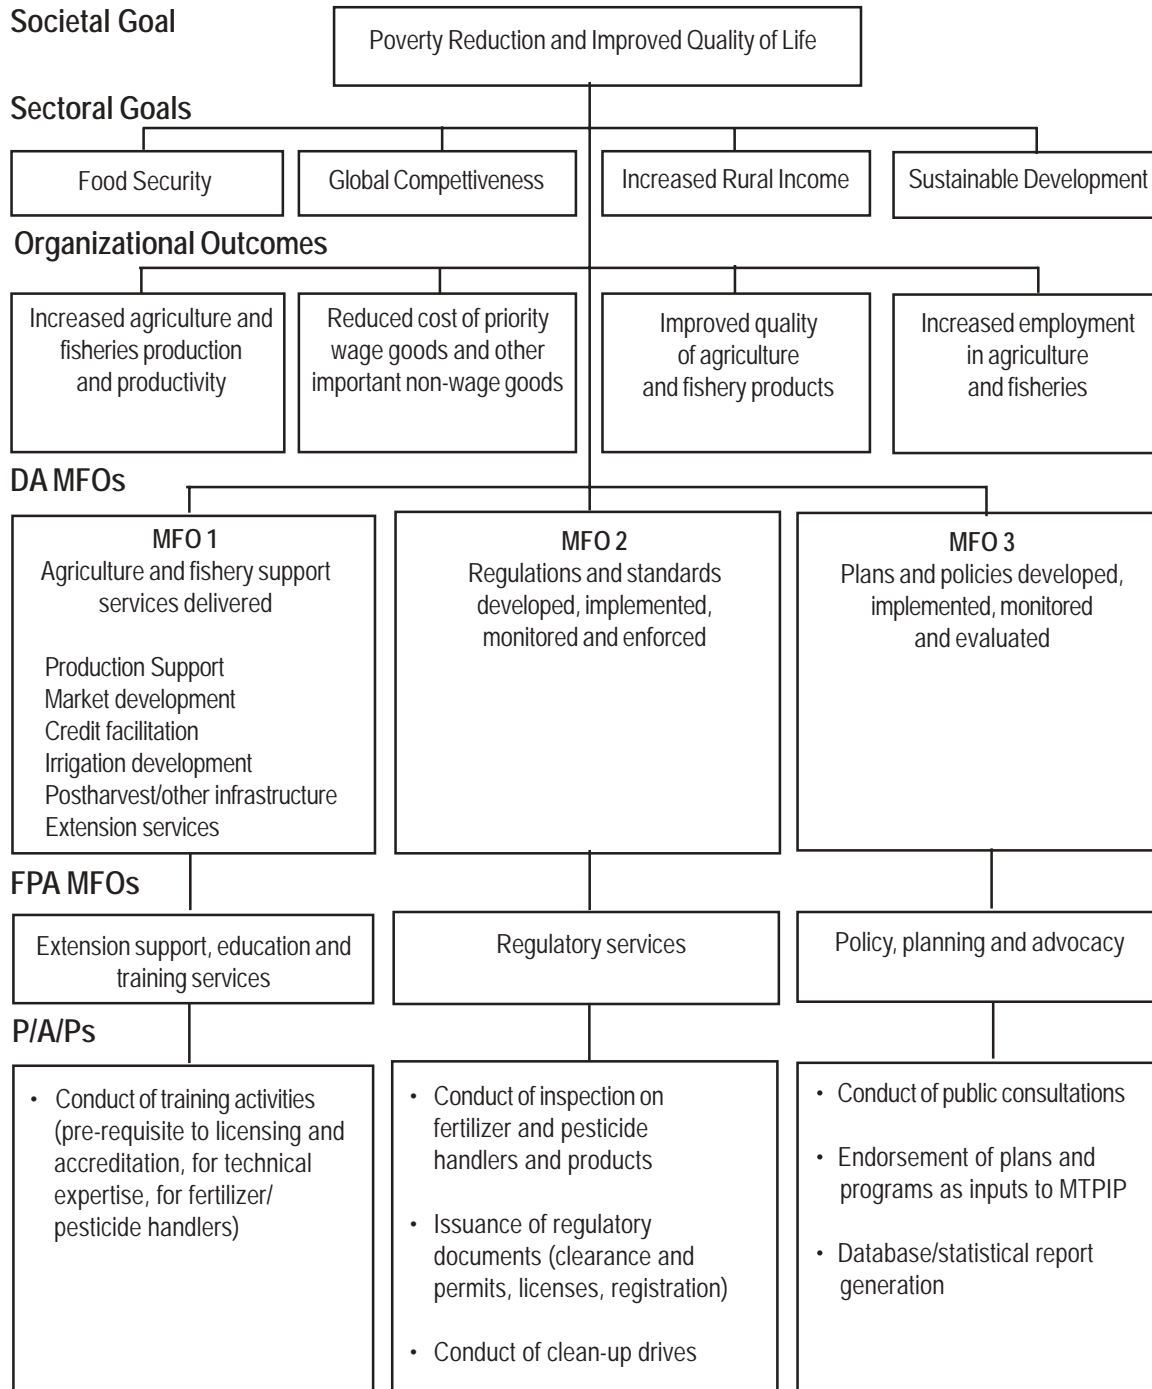 Societal Goal
Poverty Reduction and Improved Quality of Life
Sectoral Goals
Food Security
Global Compettiveness
Increased Rural Income
Sustainable Development
Organizational Outcomes
Increased agriculture and
fisheries production
and productivity
Reduced cost of priority
wage goods and other
important non-wage goods
Improved quality
of agriculture
and fishery products
Increased employment
in agriculture
and fisheries
DA MFOs
MFO 1
Agriculture and fishery support
services delivered
Production Support
Market development
Credit facilitation
Irrigation development
Postharvest/other infrastructure
Extension services
MFO 2
Regulations and standards
developed, implemented,
monitored and enforced
MFO 3
Plans and policies developed,
implemented, monitored
and evaluated
FPA MFOs
Extension support, education and
training services
Regulatory services
Policy, planning and advocacy
P/A/Ps
• Conduct of training activities
(pre-requisite to licensing and
accreditation, for technical
expertise, for fertilizer/
pesticide handlers)
• Conduct of inspection on
fertilizer and pesticide
handlers and products
• Issuance of regulatory
documents (clearance and
permits, licenses, registration)
• Conduct of clean-up drives
• Conduct of public consultations
• Endorsement of plans and
programs as inputs to MTPIP
• Database/statistical report
generation